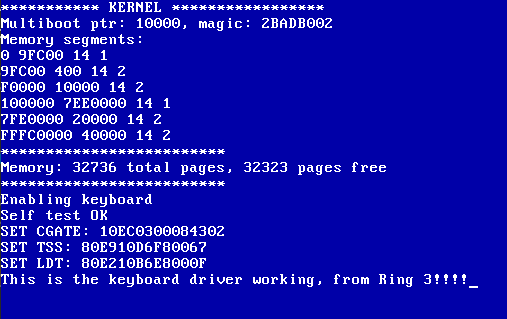 *********** KERNEL *****************
Multiboot ptr: 10000, magic: 2BADB002
Memory segments:
0 9FC00 14 1
9FC00 400 14 2
F0000 10000 14 2
100000 7EE0000 14 1
7FE0000 20000 14 2
FFFC0000 40000 14 2
*************************
Memory: 32736 total pages, 32323 pages free
*************************
Enabling keyboard
Self test OK
SET CGATE: 10EC0300084302
SET TSS: 80E910D6F80067
SET LDT: 80E210B6E8000F
This is the keyboard driver working, from Ring 3!!!!_